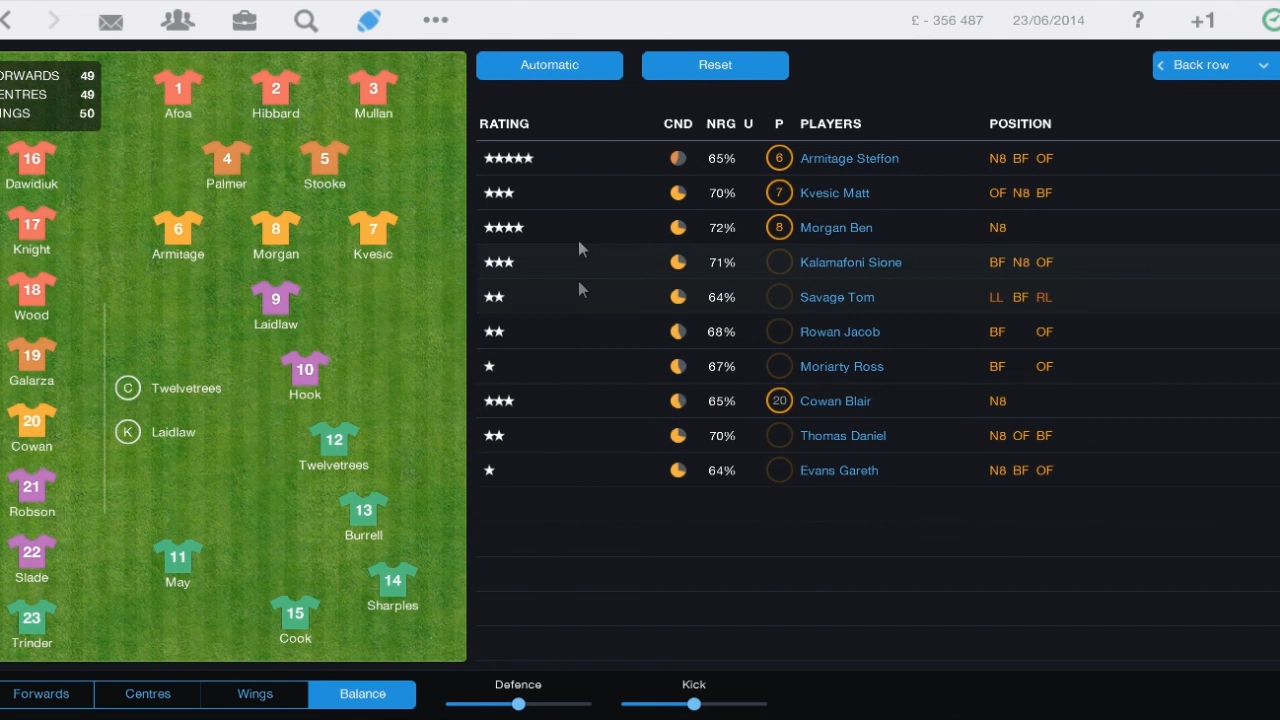 £ - 356 487 23/06/2014 ? +1
Automatic Reset Back row
ORWARDS 49
ENTRES 49
INGS 50
1 2 3
Afoa Hibbard Mullan
16 4 5
Dawidiuk Palmer Stooke
17 6 8 7
Knight Armitage Morgan Kvesic
18 9
Wood Laidlaw
19 10
Galarza Hook
C Twelvetrees
20 12
Cowan K Laidlaw Twelvetrees
21 13
Robson Burrell
22 11 14
Slade May Sharples
23 15
Trinder Cook
RATING CND NRG U P PLAYERS POSITION
65% 6 Armitage Steffon N8 BF OF
70% 7 Kvesic Matt OF N8 BF
72% 8 Morgan Ben N8
71% Kalamafoni Sione BF N8 OF
64% Savage Tom LL BF RL
68% Rowan Jacob BF OF
67% Moriarty Ross BF OF
65% 20 Cowan Blair N8
70% Thomas Daniel N8 OF BF
64% Evans Gareth N8 BF OF
Forwards Centres Wings Balance Defence Kick